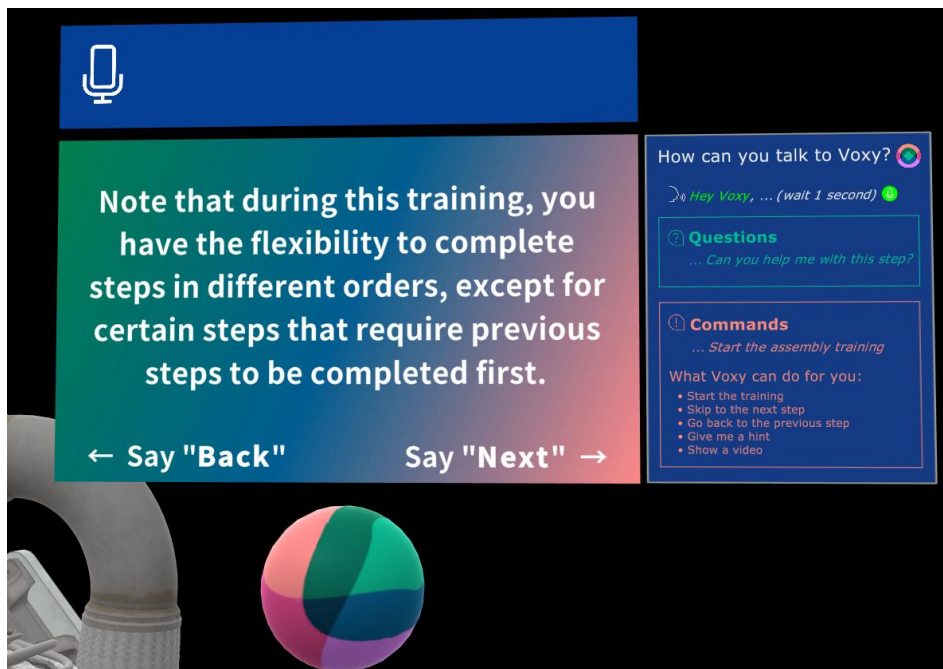 Note that during this training, you
have the flexibility to complete
steps in different orders, except for
certain steps that require previous
steps to be completed first.
← Say "Back"
Say "Next" →
How can you talk to Voxy?
Hey Voxy, ... (wait 1 second)
? Questions
... Can you help me with this step?
! Commands
... Start the assembly training
What Voxy can do for you:
• Start the training
• Skip to the next step
• Go back to the previous step
• Give me a hint
• Show a video